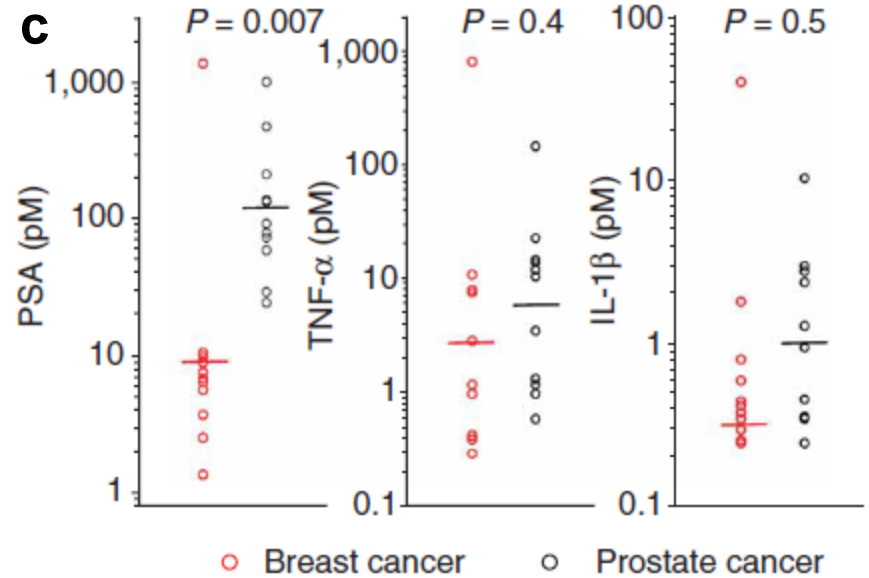 c
P = 0.007
PSA (pM)
1,000
100
10
1
P = 0.4
TNF-α (pM)
1,000
100
10
1
0.1
P = 0.5
IL-1β (pM)
100
10
1
0.1
Breast cancer
Prostate cancer